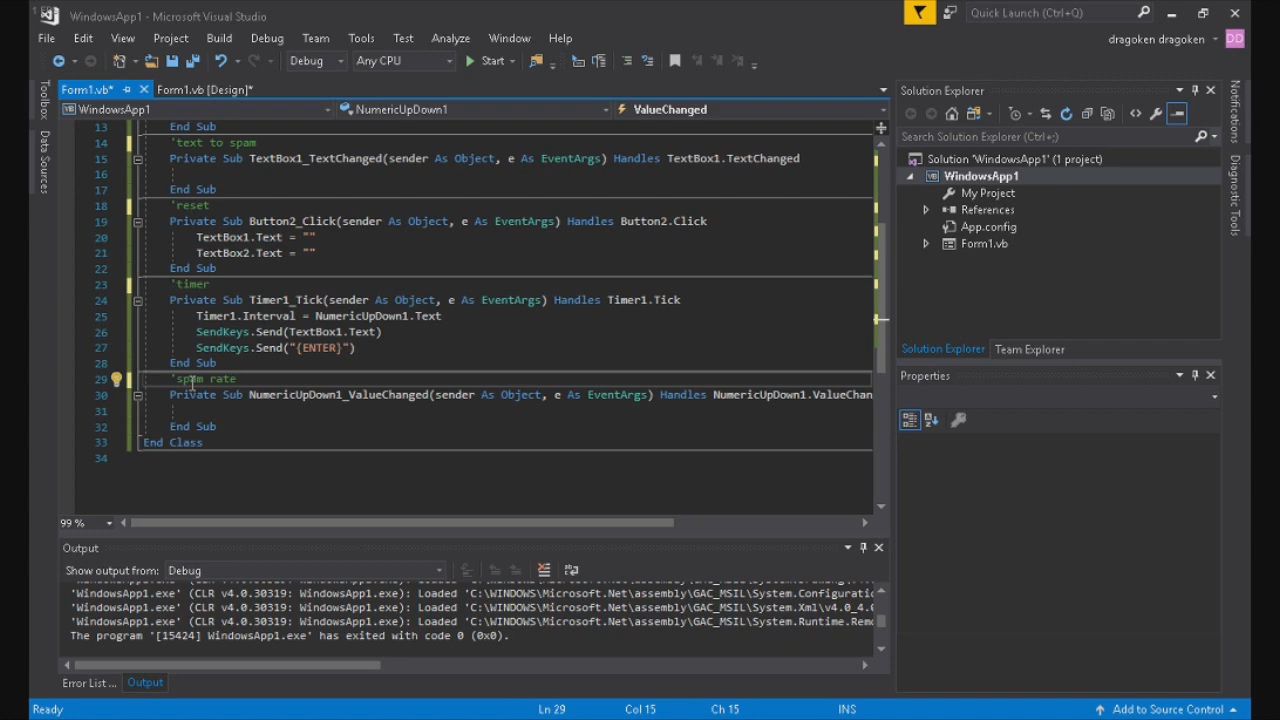 WindowsApp1 - Microsoft Visual Studio
Quick Launch (Ctrl+Q)
File Edit View Project Build Debug Team Tools Test Analyze Window Help
dragoken dragoken DD
Debug Any CPU Start
Form1.vb* Form1.vb [Design]*
WindowsApp1 NumericUpDown1 ValueChanged
13 End Sub
14 'text to spam
15 Private Sub TextBox1_TextChanged(sender As Object, e As EventArgs) Handles TextBox1.TextChanged
16
17 End Sub
18 'reset
19 Private Sub Button2_Click(sender As Object, e As EventArgs) Handles Button2.Click
20 TextBox1.Text = ""
21 TextBox2.Text = ""
22 End Sub
23 'timer
24 Private Sub Timer1_Tick(sender As Object, e As EventArgs) Handles Timer1.Tick
25 Timer1.Interval = NumericUpDown1.Text
26 SendKeys.Send(TextBox1.Text)
27 SendKeys.Send("{ENTER}")
28 End Sub
29 'spam rate
30 Private Sub NumericUpDown1_ValueChanged(sender As Object, e As EventArgs) Handles NumericUpDown1.ValueChan
31
32 End Sub
33 End Class
34
99 %
Output
Show output from: Debug
'WindowsApp1.exe' (CLR v4.0.30319: WindowsApp1.exe): Loaded 'C:\WINDOWS\Microsoft.Net\assembly\GAC_MSIL\System.Configuratio
'WindowsApp1.exe' (CLR v4.0.30319: WindowsApp1.exe): Loaded 'C:\WINDOWS\Microsoft.Net\assembly\GAC_MSIL\System.Xml\v4.0_4.0
'WindowsApp1.exe' (CLR v4.0.30319: WindowsApp1.exe): Loaded 'C:\WINDOWS\Microsoft.Net\assembly\GAC_MSIL\System.Runtime.Remo
The program '[15424] WindowsApp1.exe' has exited with code 0 (0x0).
Error List ... Output
Toolbox
Data Sources
Solution Explorer
Search Solution Explorer (Ctrl+;)
Solution 'WindowsApp1' (1 project)
WindowsApp1
My Project
References
App.config
Form1.vb
Solution Explorer Team Explorer
Properties
Notifications
Diagnostic Tools
Ready Ln 29 Col 15 Ch 15 INS Add to Source Control